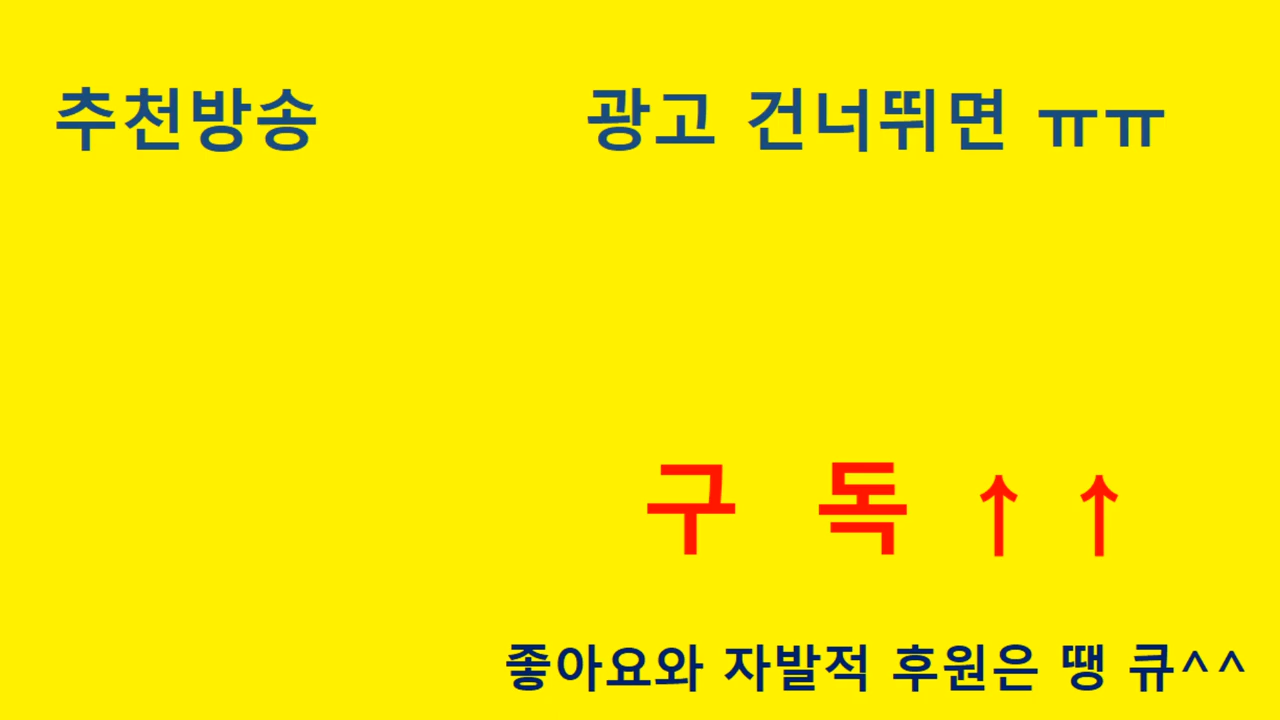 추천방송
광고 건너뛰면 ㅠㅠ
구 독 ↑ ↑
좋아요와 자발적 후원은 땡 큐^^